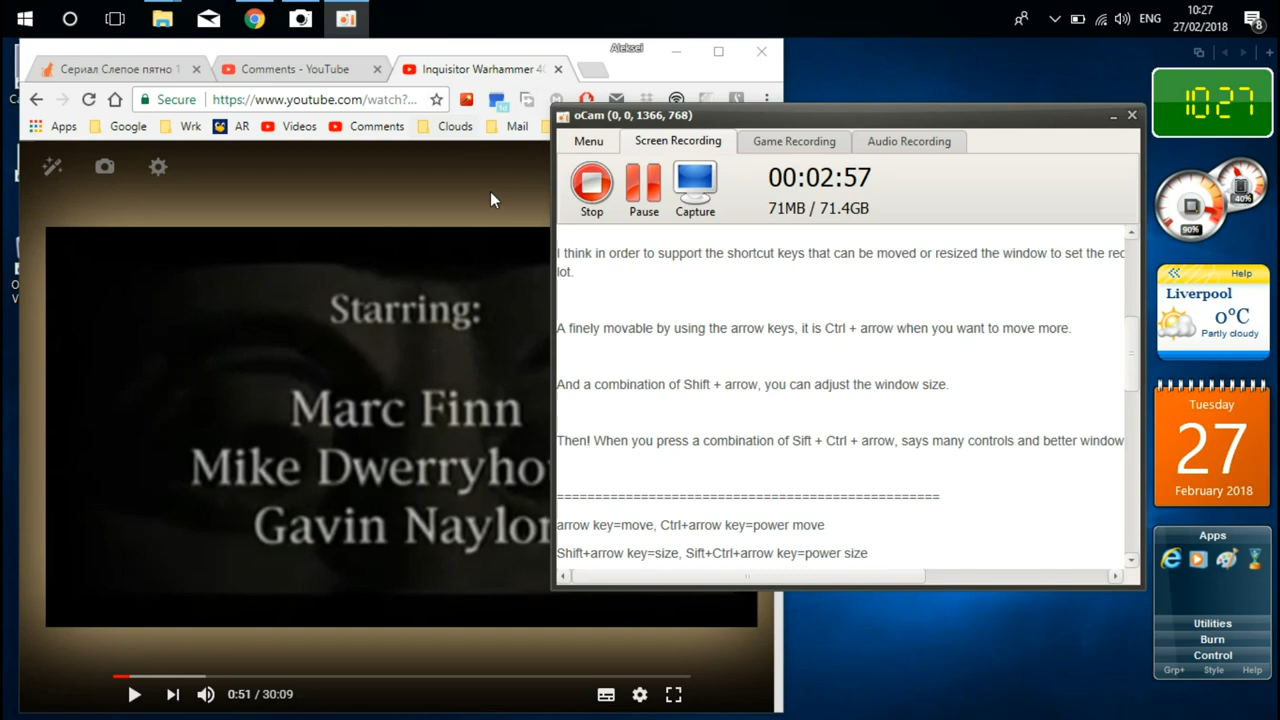 ENG
10:27
27/02/2018
8
Aleksei
Сериал Слепое пятно 1
Comments - YouTube
Inquisitor Warhammer 40
Secure
https://www.youtube.com/watch?...
Apps
Google
Wrk
AR
Videos
Comments
Clouds
Mail
Starring:
Marc Finn
Mike Dwerryho
Gavin Naylor
0:51 / 30:09
oCam (0, 0, 1366, 768)
Menu
Screen Recording
Game Recording
Audio Recording
Stop
Pause
Capture
00:02:57
71MB / 71.4GB
I think in order to support the shortcut keys that can be moved or resized the window to set the rec
lot.
A finely movable by using the arrow keys, it is Ctrl + arrow when you want to move more.
And a combination of Shift + arrow, you can adjust the window size.
Then! When you press a combination of Sift + Ctrl + arrow, says many controls and better window
==================================================
arrow key=move, Ctrl+arrow key=power move
Shift+arrow key=size, Sift+Ctrl+arrow key=power size
10:27
40%
90%
Help
Liverpool
0°C
Partly cloudy
Tuesday
27
February 2018
Apps
Utilities
Burn
Control
Grp+ Style Help